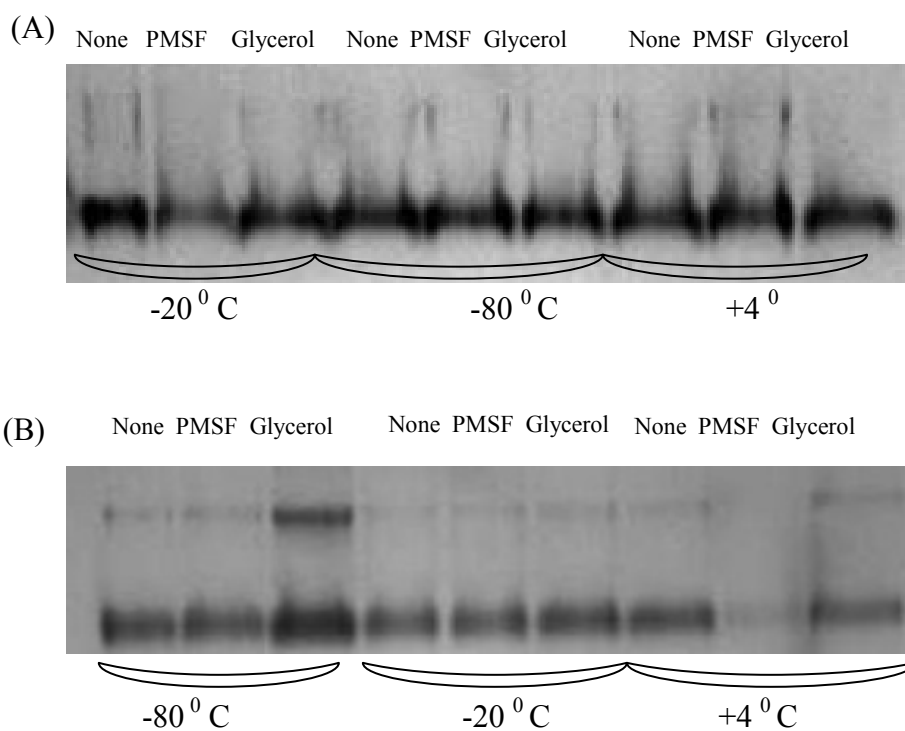 (A)
None PMSF Glycerol None PMSF Glycerol None PMSF Glycerol
-20 ⁰ C -80 ⁰ C +4 ⁰
(B)
None PMSF Glycerol None PMSF Glycerol None PMSF Glycerol
-80 ⁰ C -20 ⁰ C +4 ⁰ C